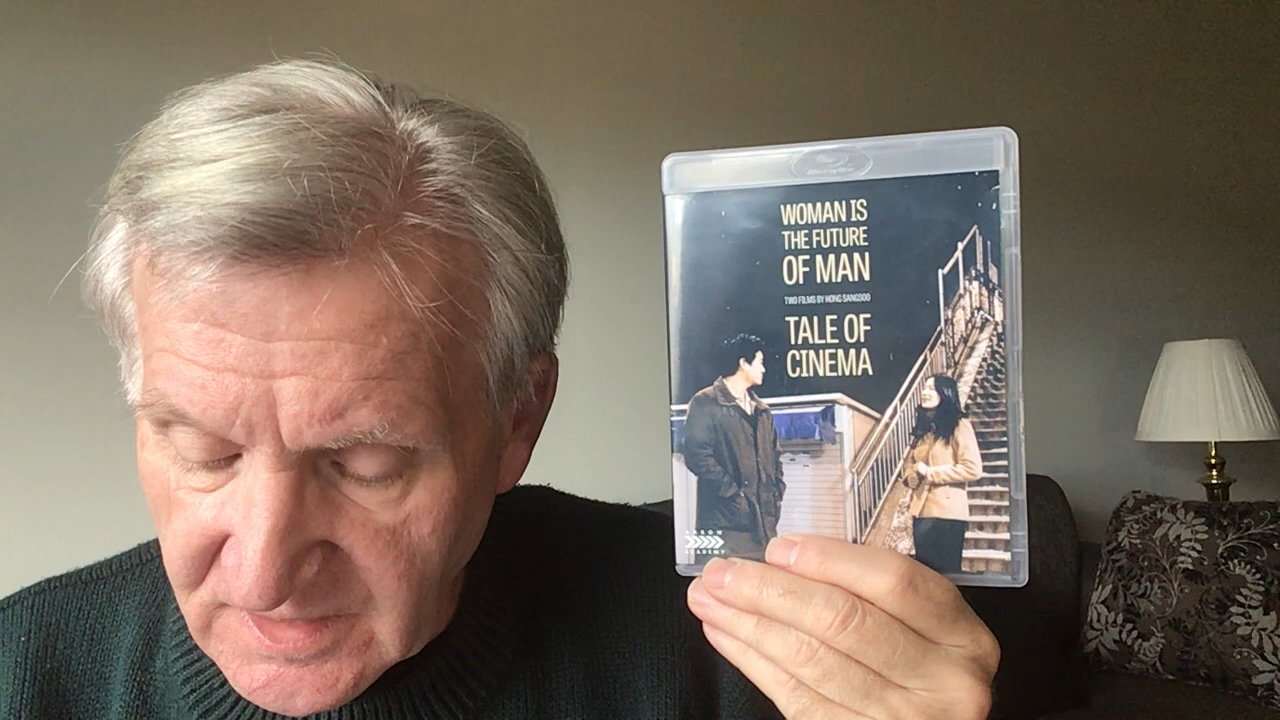 WOMAN IS
THE FUTURE
OF MAN
TWO FILMS BY HONG SANGSOO
TALE OF
CINEMA
ARROW
ACADEMY